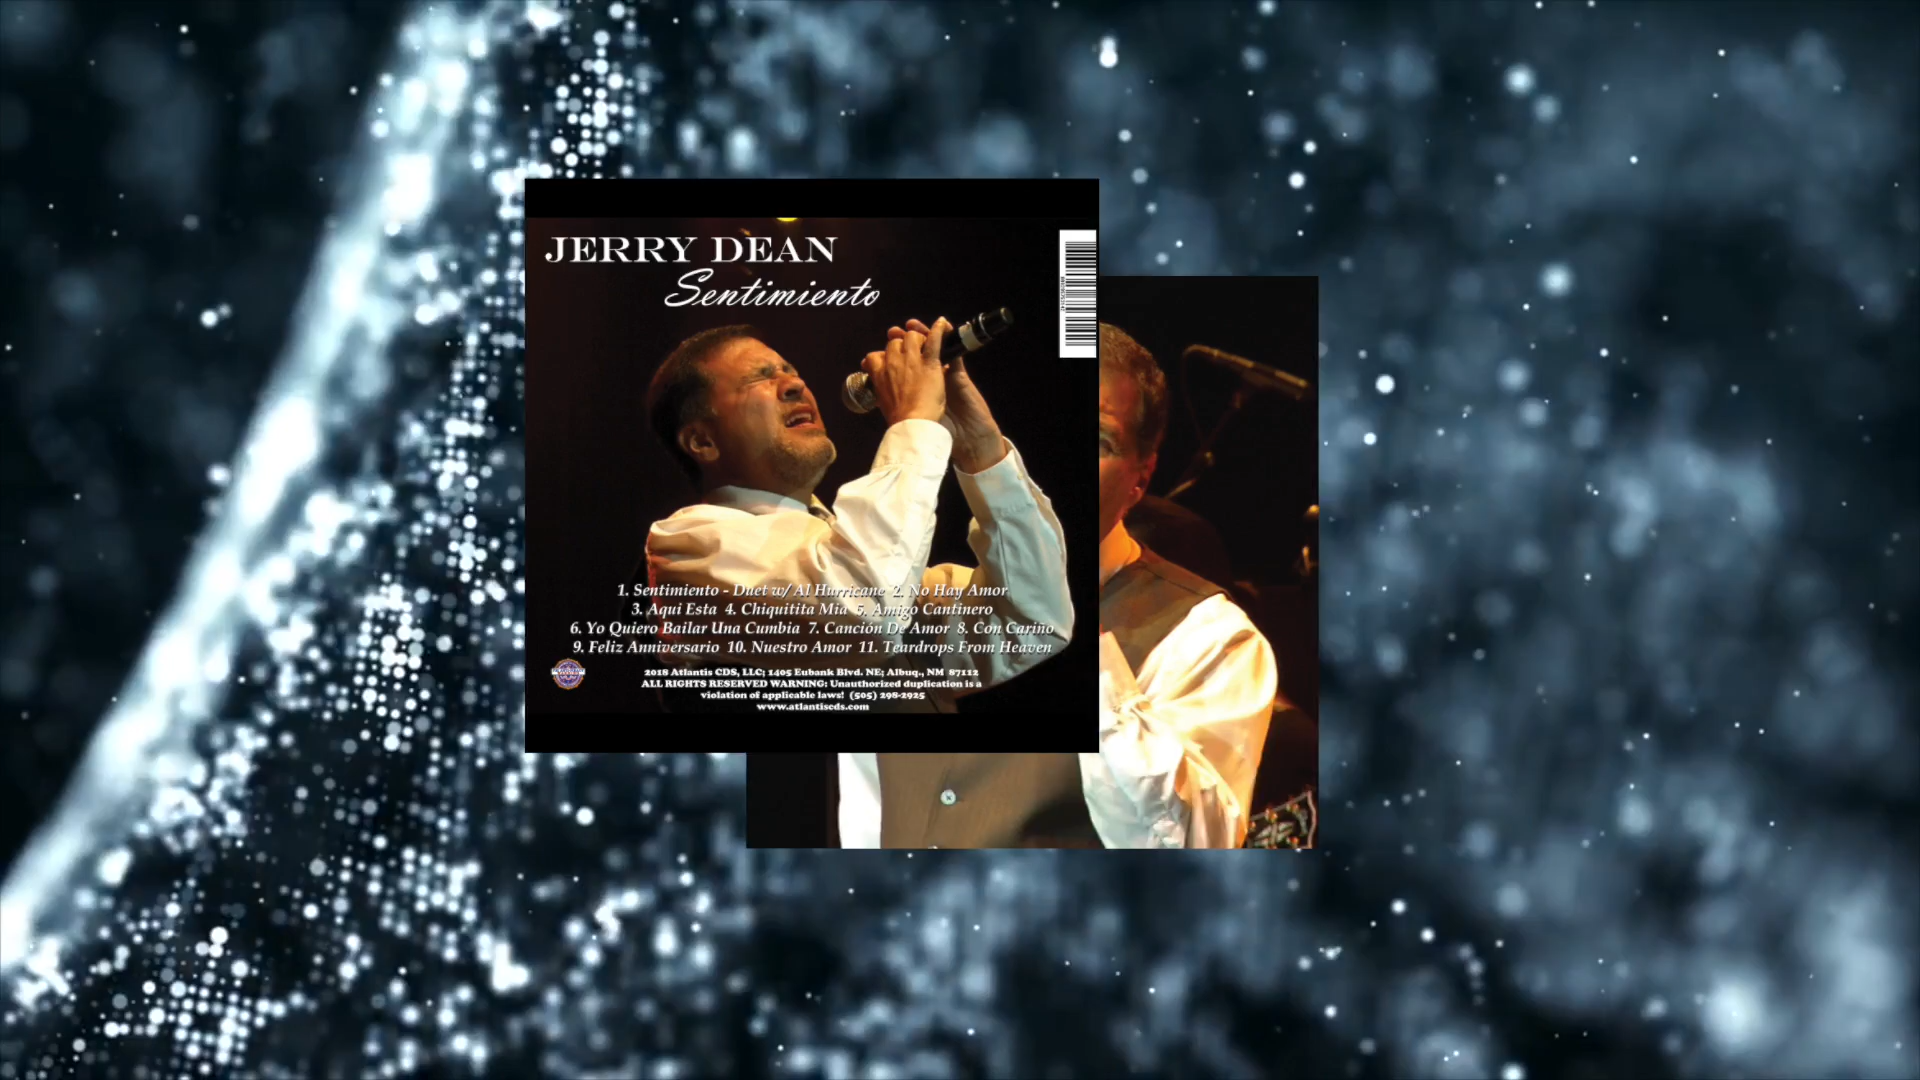 JERRY DEAN
Sentimiento
1. Sentimiento - Duet w/ Al Hurricane 2. No Hay Amor
3. Aqui Esta 4. Chiquitita Mia 5. Amigo Cantinero
6. Yo Quiero Bailar Una Cumbia 7. Canción De Amor 8. Con Cariño
9. Feliz Anniversario 10. Nuestro Amor 11. Teardrops From Heaven
2018 Atlantis CDS, LLC; 1405 Eubank Blvd. NE; Albuq., NM 87112
ALL RIGHTS RESERVED WARNING: Unauthorized duplication is a
violation of applicable laws! (505) 298-2925
www.atlantiscds.com